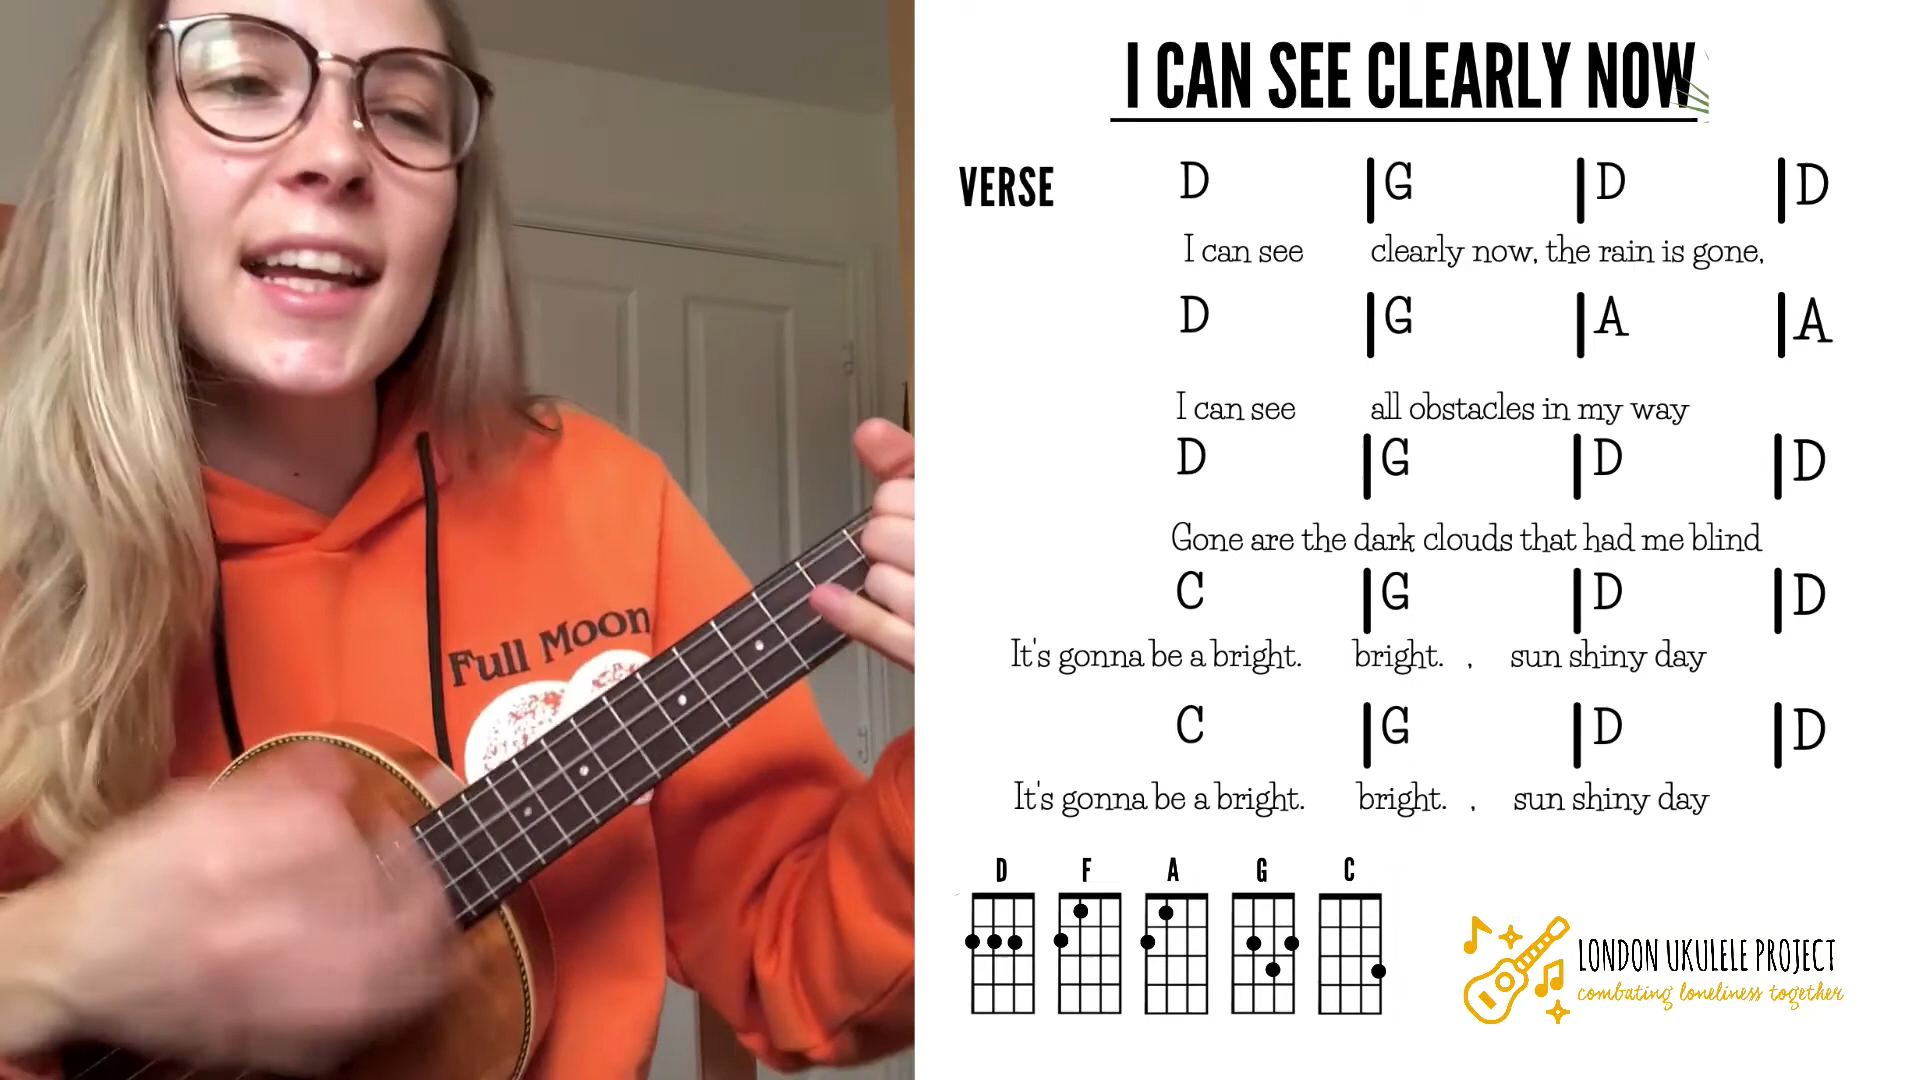 I CAN SEE CLEARLY NOW
VERSE
D |G |D |D
I can see clearly now, the rain is gone,
D |G |A |A
I can see all obstacles in my way
D |G |D |D
Gone are the dark clouds that had me blind
C |G |D |D
It's gonna be a bright. bright. , sun shiny day
C |G |D |D
It's gonna be a bright. bright. , sun shiny day
D F A G C
LONDON UKULELE PROJECT
combating loneliness together
Full Moon